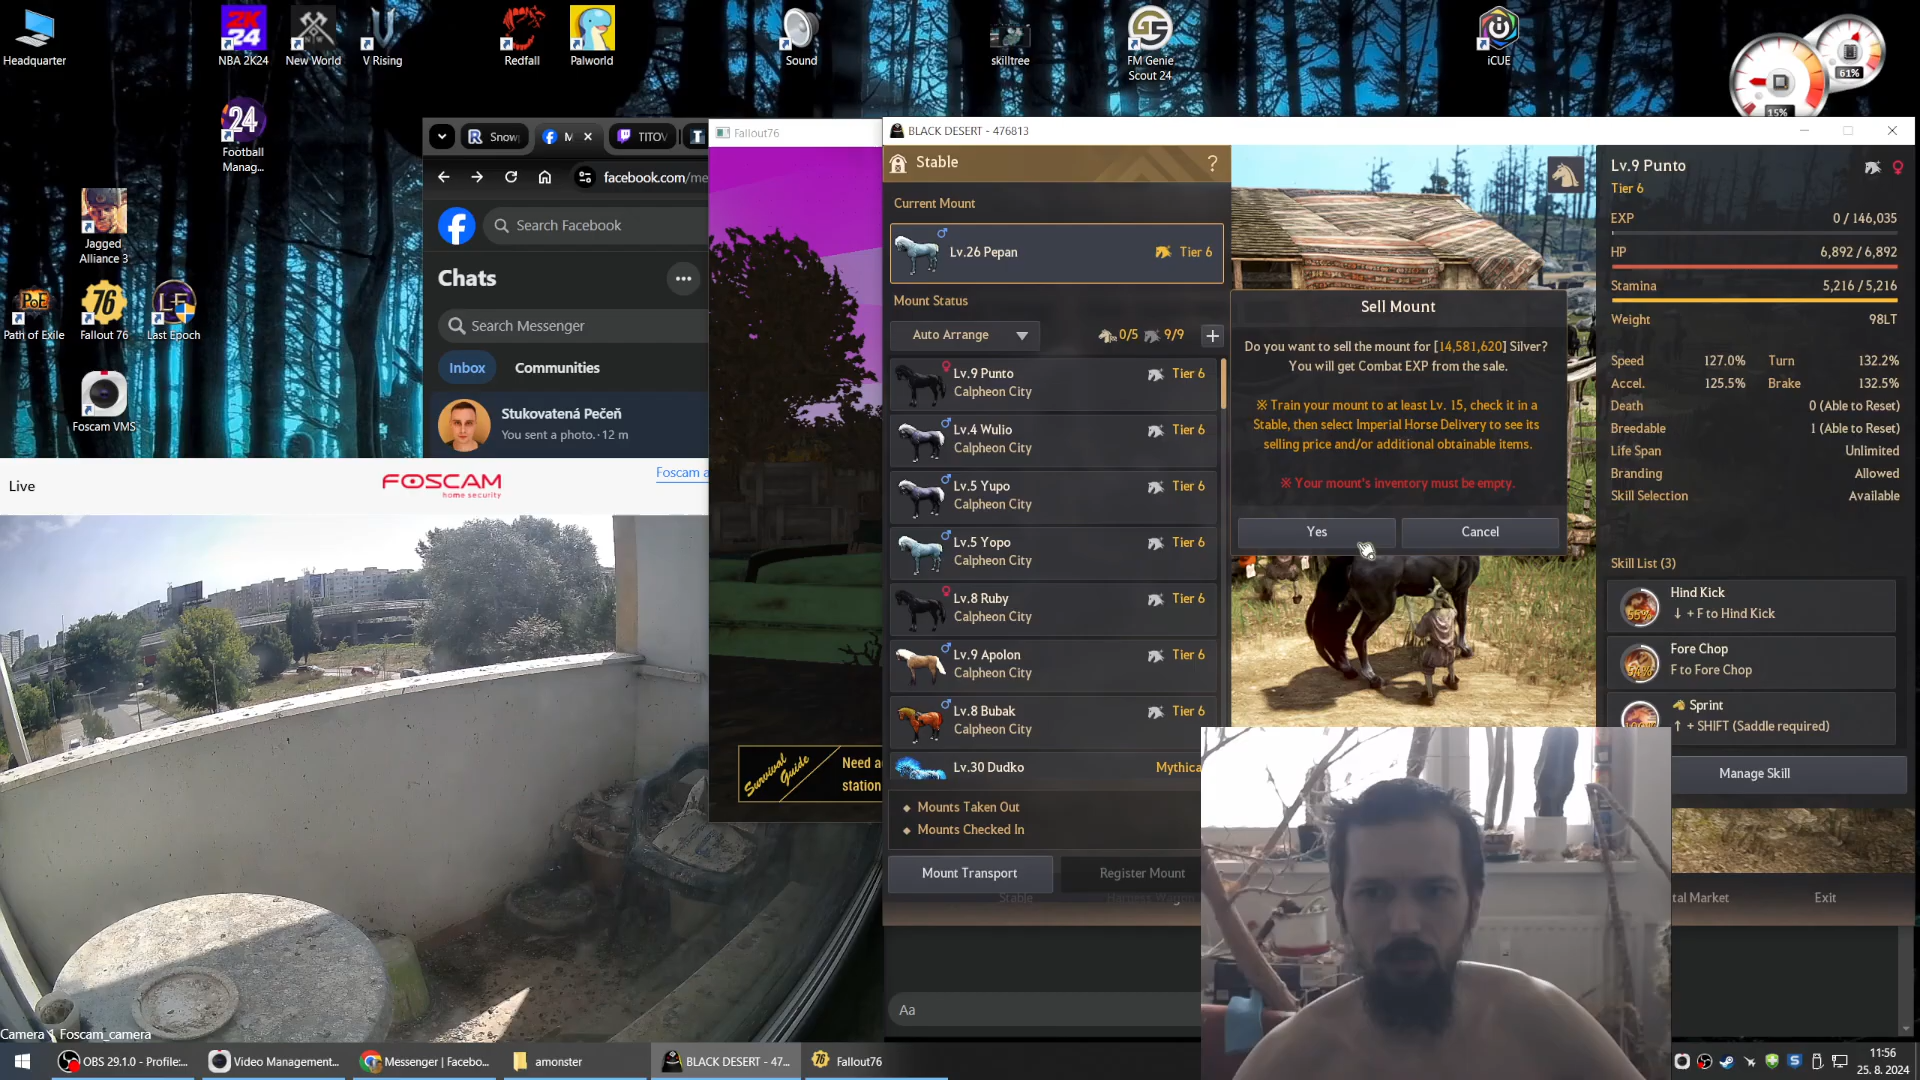 Headquarter
NBA 2K24
New World
V Rising
Redfall
Palworld
Sound
skilltree
FM Genie
Scout 24
iCUE
61%
15%
Football
Manag...
Jagged
Alliance 3
Path of Exile
Fallout 76
Last Epoch
Foscam VMS
Snow
M
TITOV
facebook.com/me
Search Facebook
Chats
Search Messenger
Inbox
Communities
Stukovatená Pečeň
You sent a photo. · 12 m
Live
FOSCAM
home security
Foscam a
Camera 1 Foscam_camera
Fallout76
Survival Guide
Need a
station
BLACK DESERT - 476813
Stable
?
Current Mount
Lv.26 Pepan
Tier 6
Mount Status
Auto Arrange
0/5
9/9
Lv.9 Punto
Tier 6
Calpheon City
Lv.4 Wulio
Tier 6
Calpheon City
Lv.5 Yupo
Tier 6
Calpheon City
Lv.5 Yopo
Tier 6
Calpheon City
Lv.8 Ruby
Tier 6
Calpheon City
Lv.9 Apolon
Tier 6
Calpheon City
Lv.8 Bubak
Tier 6
Calpheon City
Lv.30 Dudko
Mythica
Mounts Taken Out
Mounts Checked In
Mount Transport
Register Mount
Stable
Aa
Sell Mount
Do you want to sell the mount for [14,581,620] Silver?
You will get Combat EXP from the sale.
※ Train your mount to at least Lv. 15, check it in a
Stable, then select Imperial Horse Delivery to see its
selling price and/or additional obtainable items.
※ Your mount's inventory must be empty.
Yes
Cancel
Lv.9 Punto
Tier 6
EXP 0 / 146,035
HP 6,892 / 6,892
Stamina 5,216 / 5,216
Weight 98LT
Speed 127.0% Turn 132.2%
Accel. 125.5% Brake 132.5%
Death 0 (Able to Reset)
Breedable 1 (Able to Reset)
Life Span Unlimited
Branding Allowed
Skill Selection Available
Skill List (3)
Hind Kick
↓ + F to Hind Kick
Fore Chop
F to Fore Chop
Sprint
↑ + SHIFT (Saddle required)
Manage Skill
tal Market
Exit
OBS 29.1.0 - Profile:...
Video Management...
Messenger | Facebo...
amonster
BLACK DESERT - 47...
Fallout76
11:56
25. 8. 2024